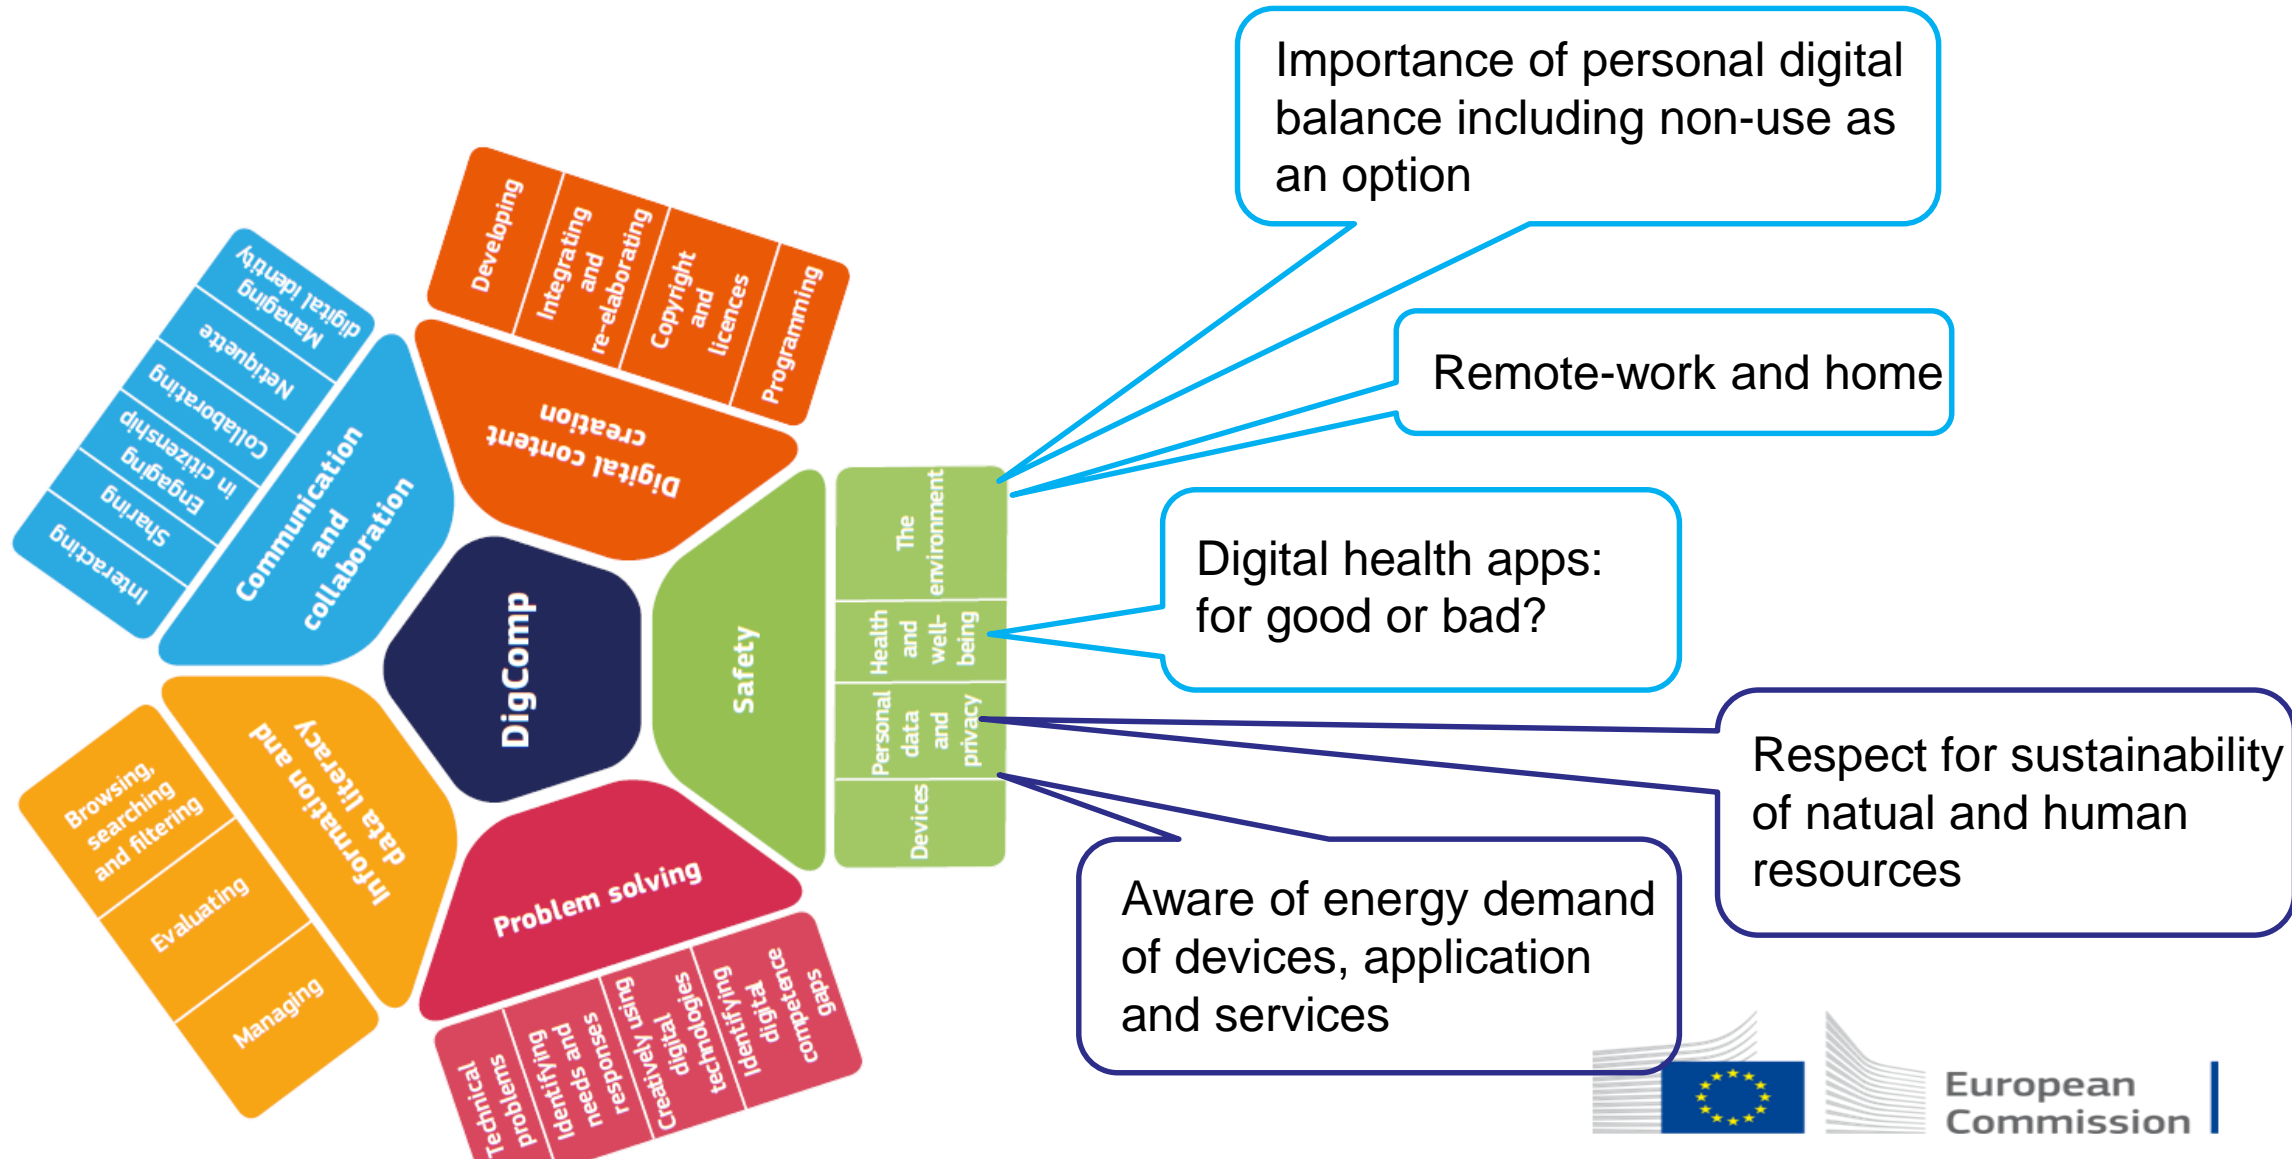 Importance of personal digital
balance including non-use as
an option
Remote-work and home
Digital health apps:
for good or bad?
Respect for sustainability
of natual and human
resources
Aware of energy demand
of devices, application
and services
DigComp
Digital content
creation
Developing
Integrating
and
re-elaborating
Copyright
and
licences
Programming
Communication
and
collaboration
Managing
digital identity
Netiquette
Collaborating
Engaging
in citizenship
Sharing
Interacting
Information and
data literacy
Browsing,
searching
and filtering
Evaluating
Managing
Problem solving
Technical
problems
Identifying
needs and
responses
Creatively using
digital
technologies
Identifying
digital
competence
gaps
Safety
The
environment
Health
and
well-
being
Personal
data
and
privacy
Devices
European
Commission